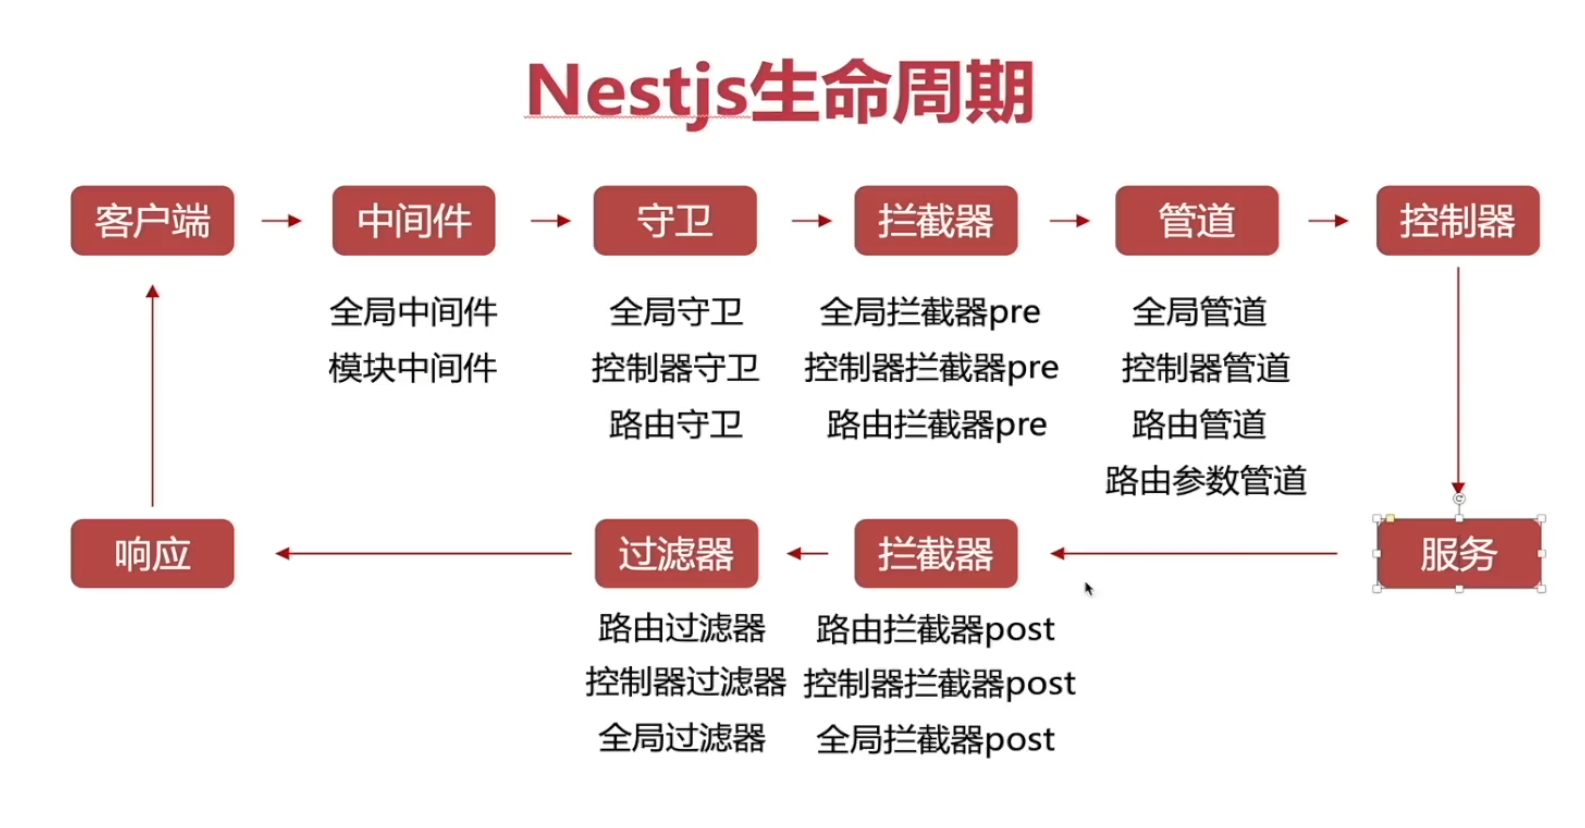 Nestjs生命周期
客户端
中间件
守卫
拦截器
管道
控制器
全局中间件
全局守卫
全局拦截器pre
全局管道
模块中间件
控制器守卫
控制器拦截器pre
控制器管道
路由守卫
路由拦截器pre
路由管道
路由参数管道
响应
过滤器
拦截器
服务
路由过滤器
路由拦截器post
控制器过滤器
控制器拦截器post
全局过滤器
全局拦截器post